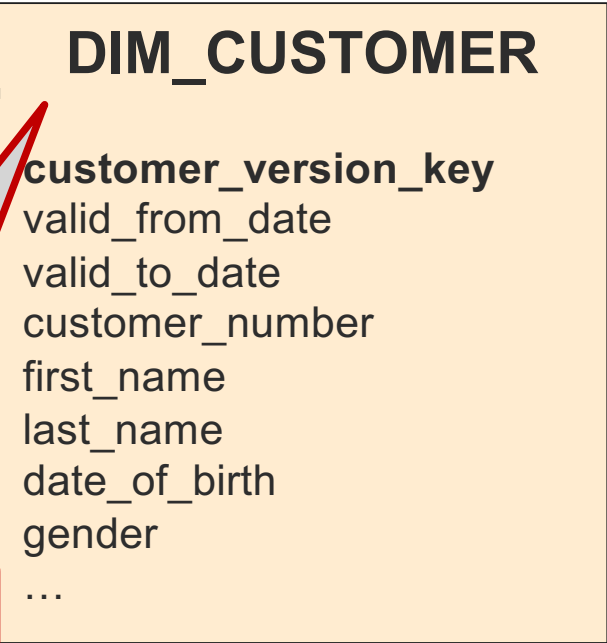 DIM_CUSTOMER
customer_version_key
valid_from_date
valid_to_date
customer_number
first_name
last_name
date_of_birth
gender
…